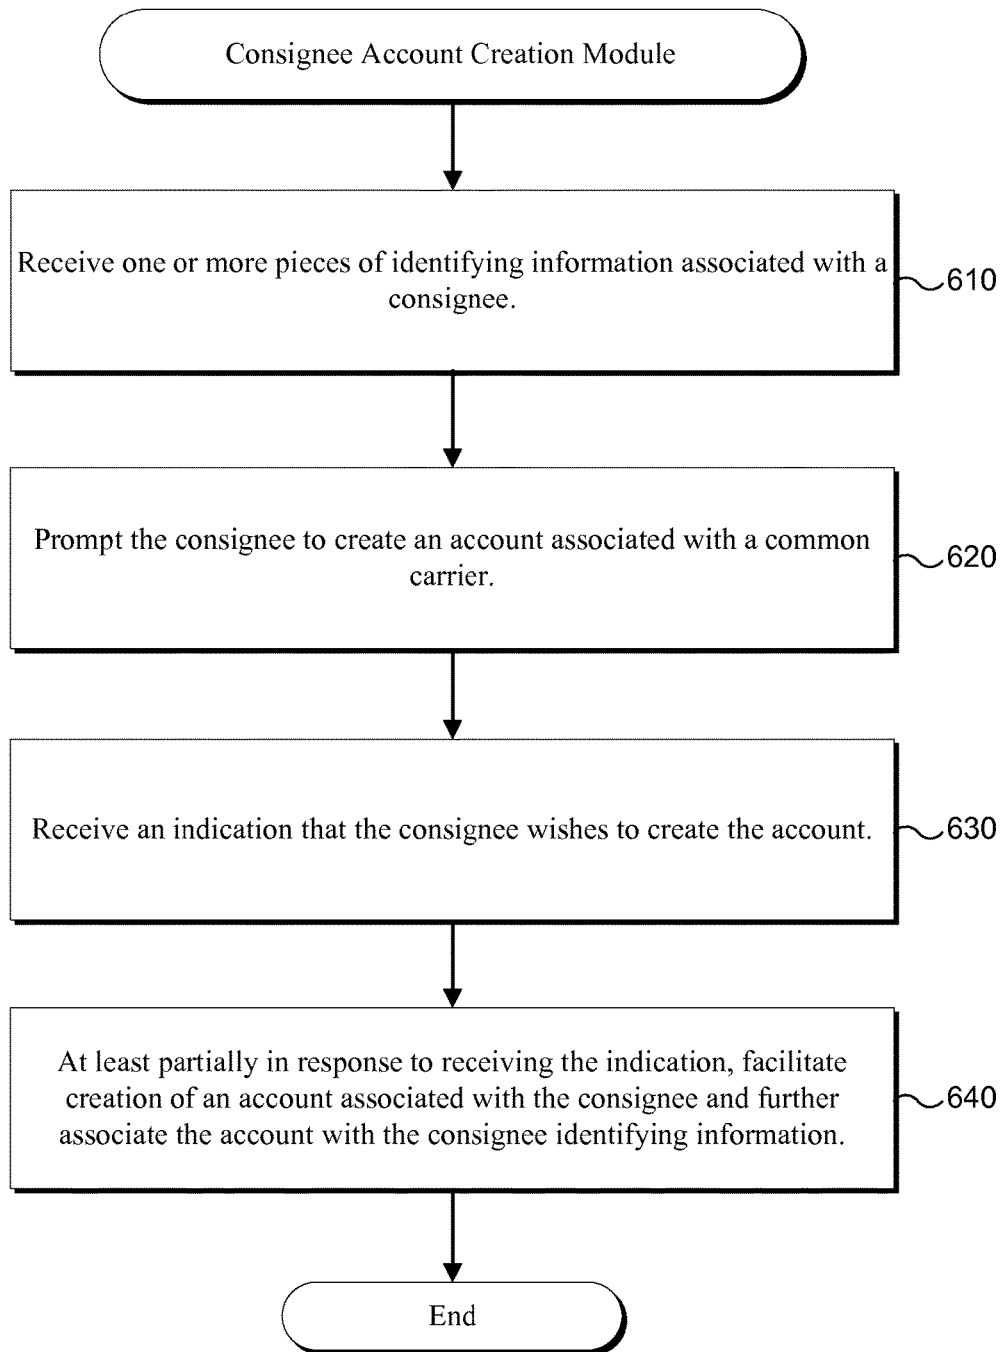 Consignee Account Creation Module
Receive one or more pieces of identifying information associated with a
consignee.
610
Prompt the consignee to create an account associated with a common
carrier.
620
Receive an indication that the consignee wishes to create the account.
630
At least partially in response to receiving the indication, facilitate
creation of an account associated with the consignee and further
associate the account with the consignee identifying information.
640
End